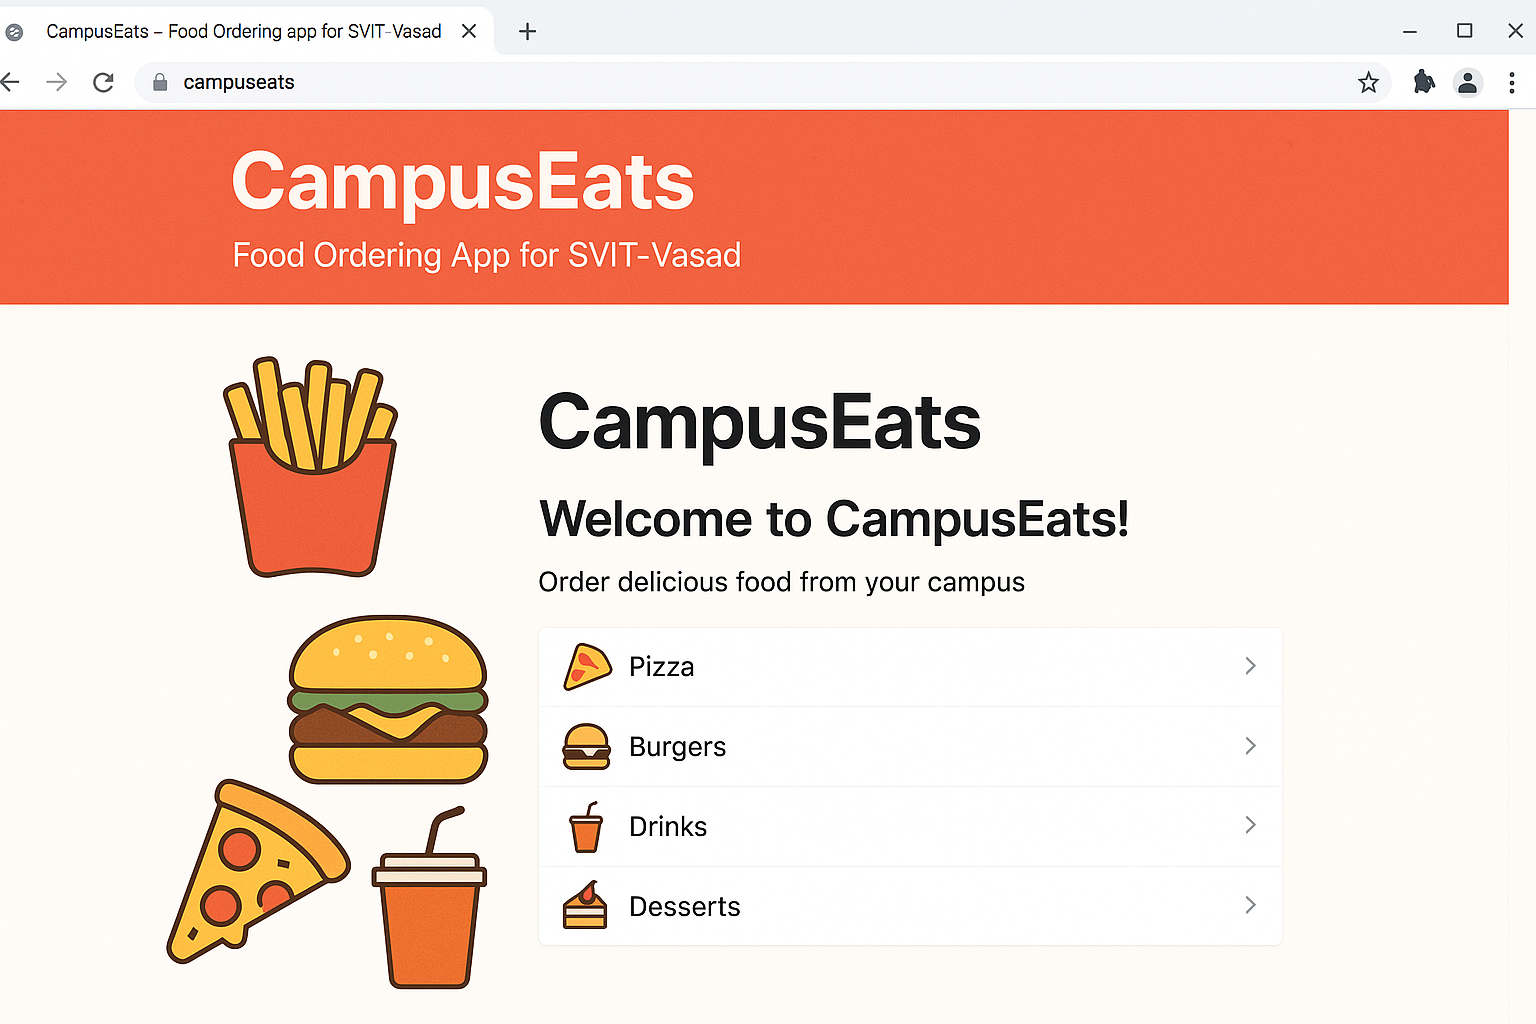 CampusEats – Food Ordering app for SVIT-Vasad
campuseats
CampusEats
Food Ordering App for SVIT-Vasad
CampusEats
Welcome to CampusEats!
Order delicious food from your campus
Pizza
Burgers
Drinks
Desserts